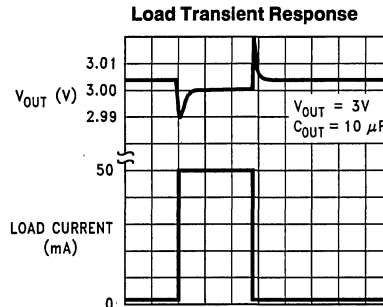 Load Transient Response
3.01
3.00
2.99
V_OUT (V)
V_OUT = 3V
C_OUT = 10 µF
50
LOAD CURRENT
(mA)
0